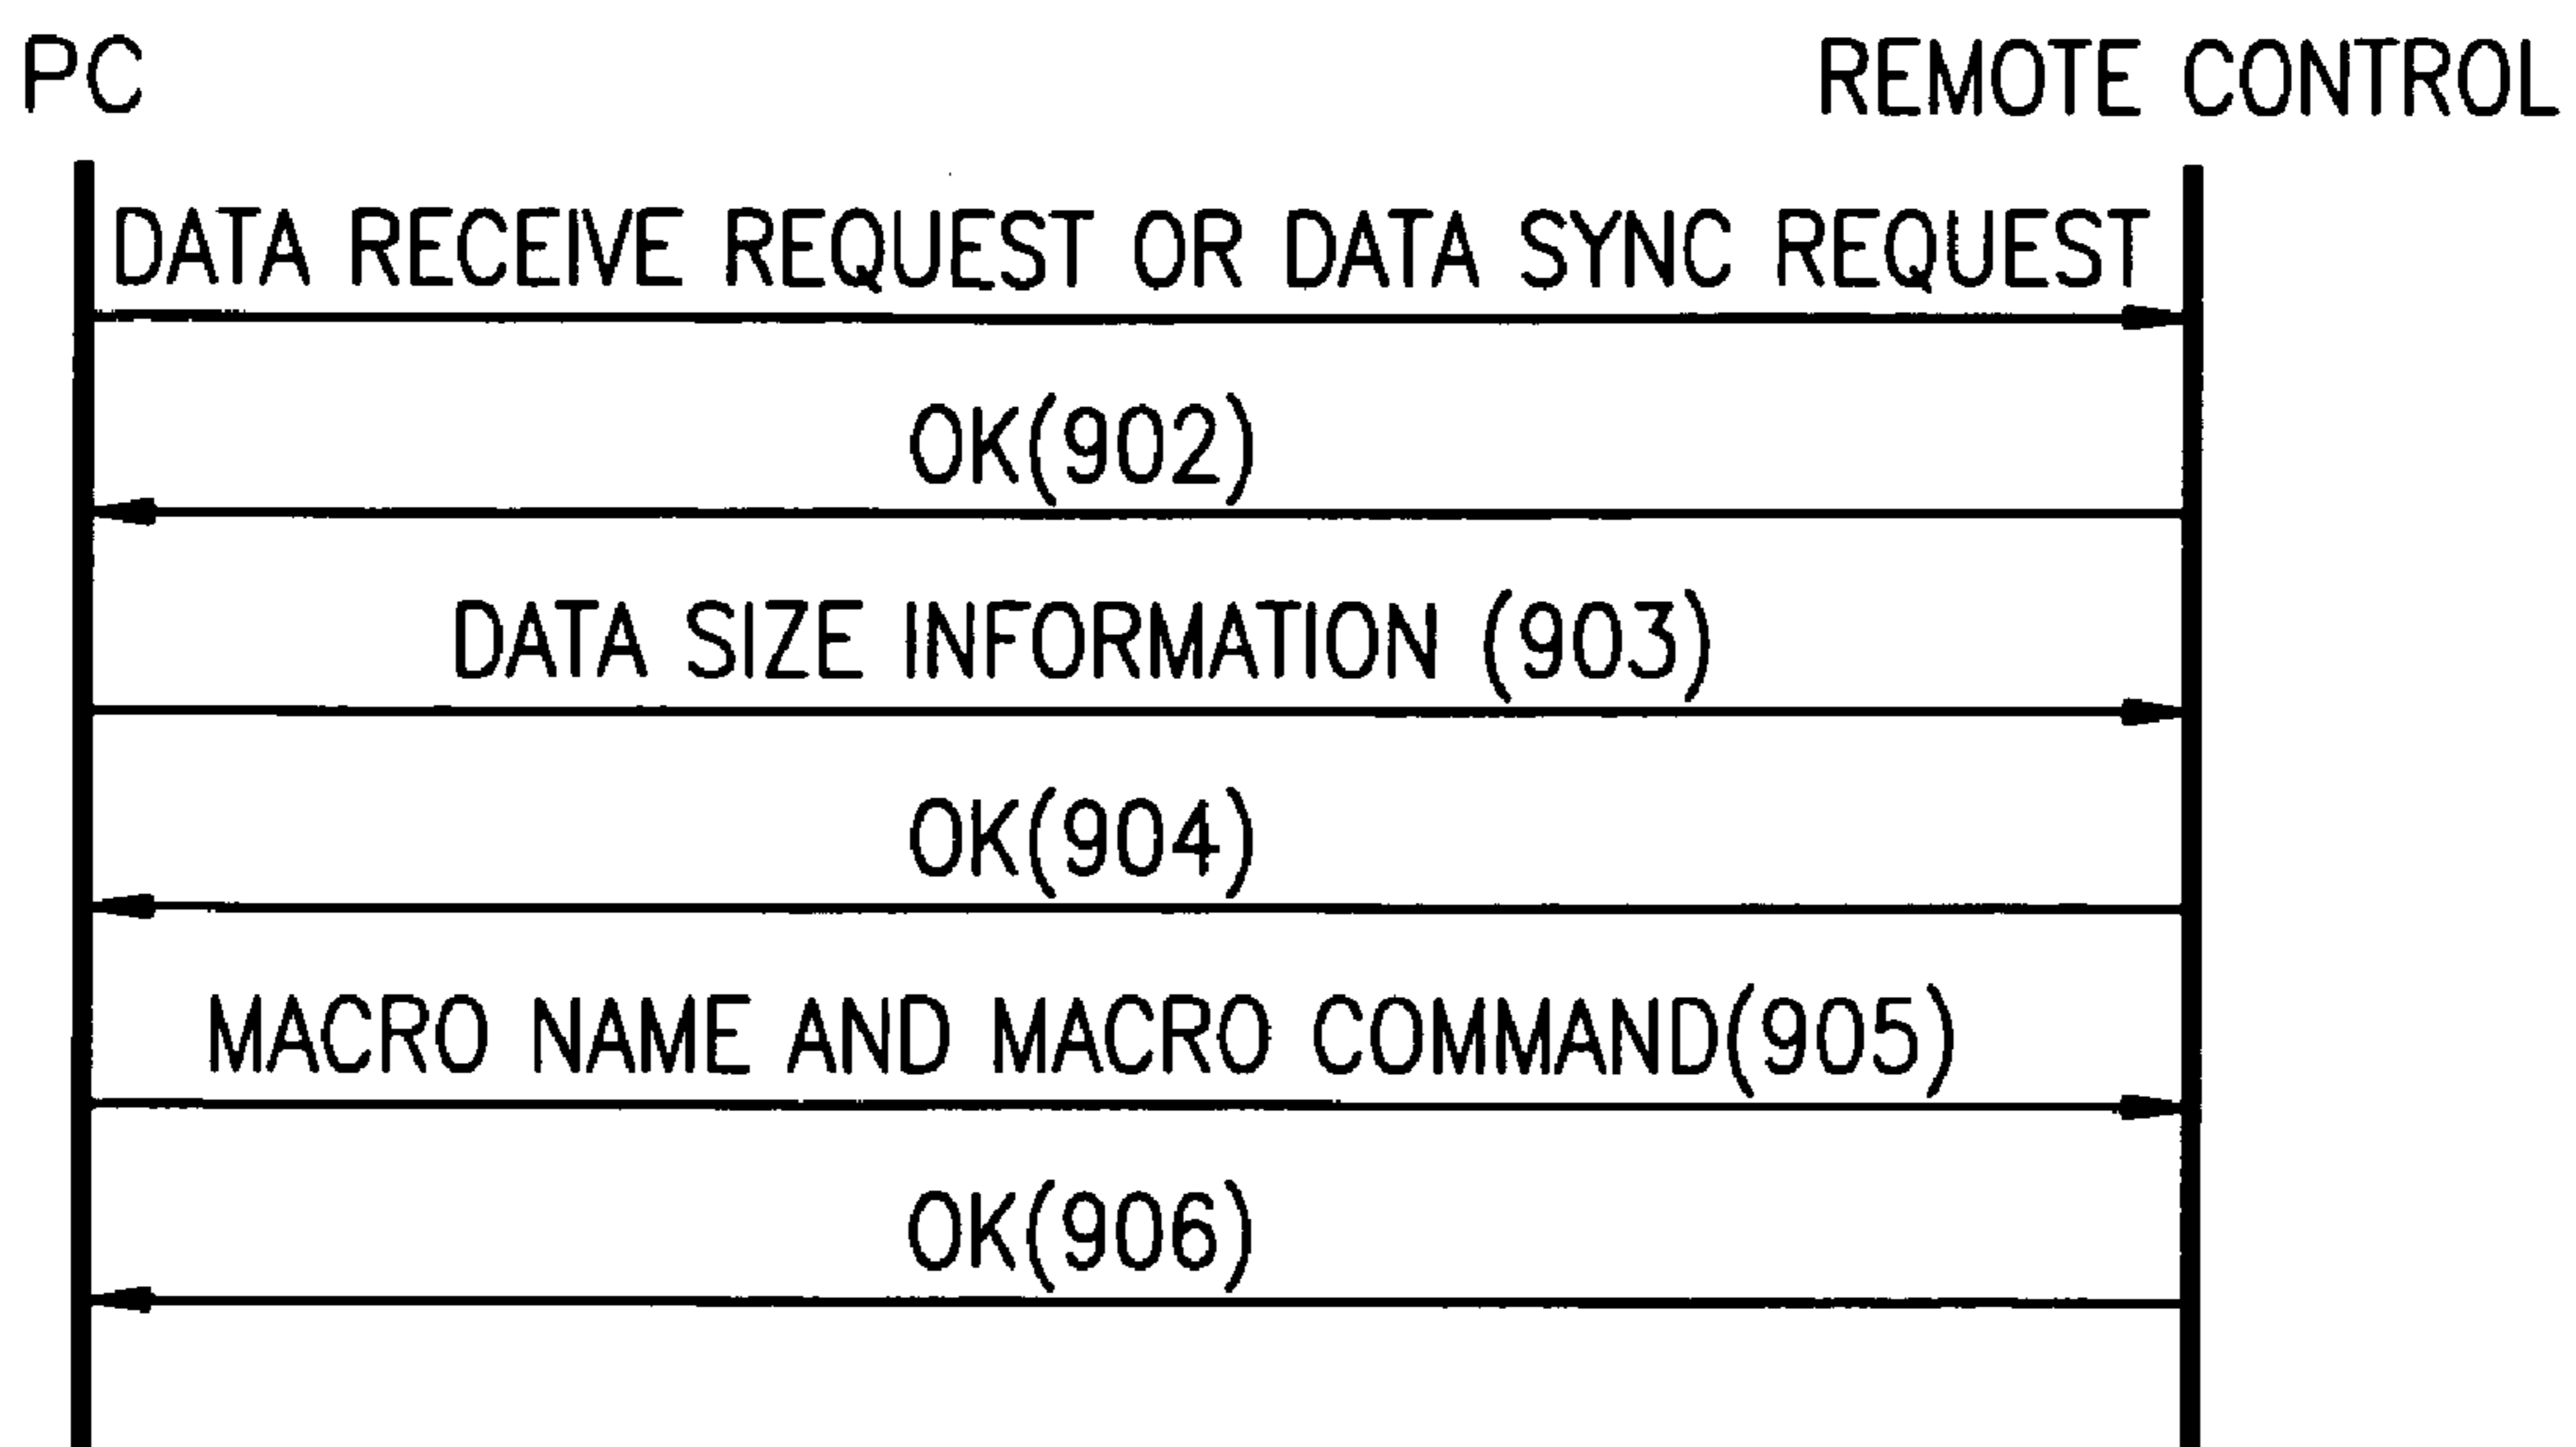 PC REMOTE CONTROL
DATA RECEIVE REQUEST OR DATA SYNC REQUEST
OK(902)
DATA SIZE INFORMATION (903)
OK(904)
MACRO NAME AND MACRO COMMAND(905)
OK(906)